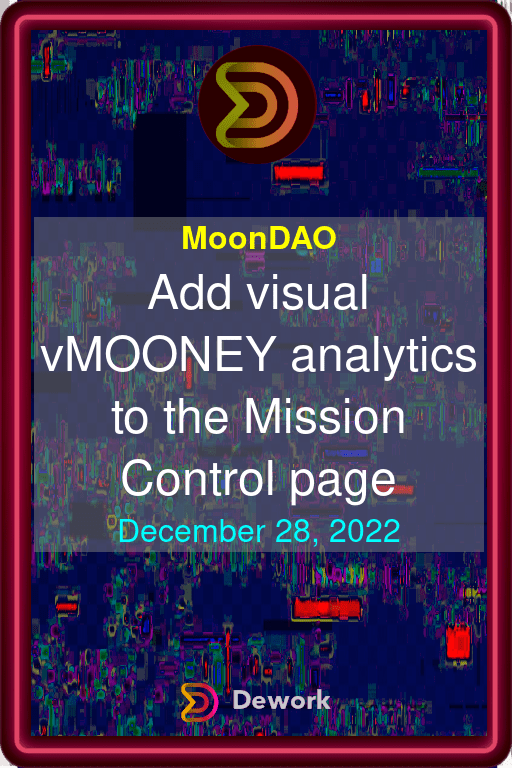 MoonDAO
Add visual
vMOONEY analytics
to the Mission
Control page
December 28, 2022
Dework